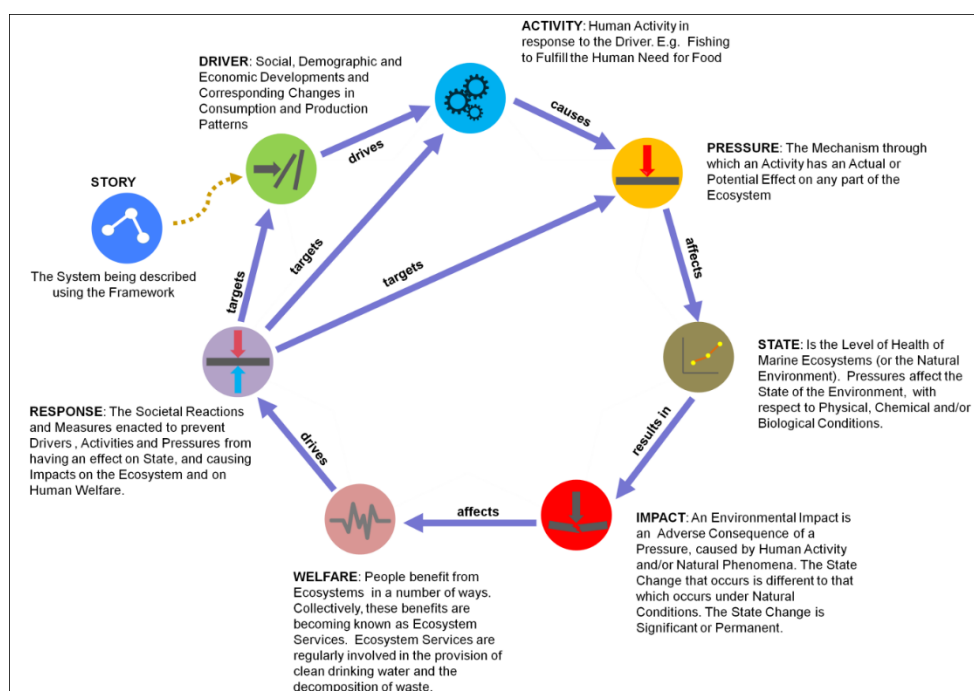 ACTIVITY: Human Activity in
response to the Driver. E.g.  Fishing
to Fulfill the Human Need for Food
DRIVER: Social, Demographic and
Economic Developments and
Corresponding Changes in
Consumption and Production
Patterns
causes
drives
PRESSURE: The Mechanism through
which an Activity has an Actual or
Potential Effect on any part of the
Ecosystem
STORY
The System being described
using the Framework
targets
targets
targets
affects
STATE: Is the Level of Health of
Marine Ecosystems (or the Natural
Environment).  Pressures affect the
State of the Environment, with
respect to Physical, Chemical and/or
Biological Conditions.
RESPONSE: The Societal Reactions
and Measures enacted to prevent
Drivers , Activities and Pressures from
having an effect on State, and causing
Impacts on the Ecosystem and on
Human Welfare.
drives
results in
affects
IMPACT: An Environmental Impact is
an  Adverse Consequence of a
Pressure, caused by Human Activity
and/or Natural Phenomena. The State
Change that occurs is different to that
which occurs under Natural
Conditions. The State Change is
Significant or Permanent.
WELFARE: People benefit from
Ecosystems  in a number of ways.
Collectively, these benefits are
becoming known as Ecosystem
Services.  Ecosystem Services are
regularly involved in the provision of
clean drinking water and the
decomposition of waste.